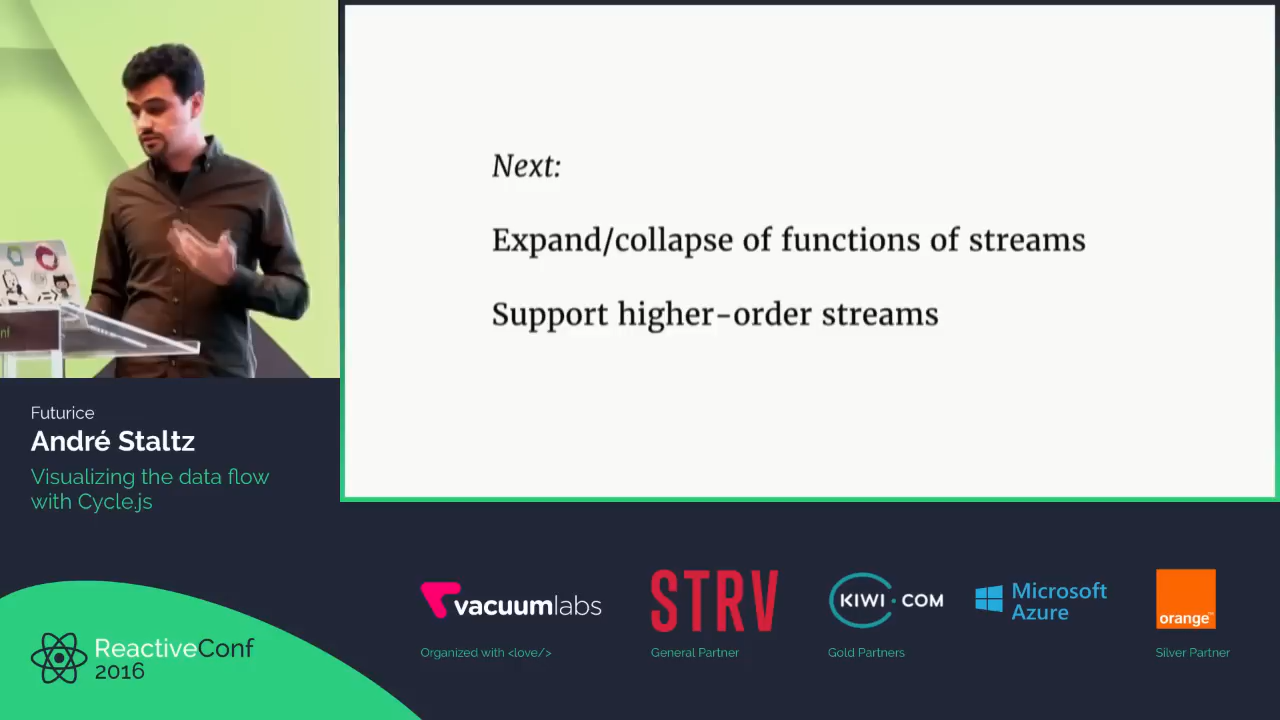 Next:
Expand/collapse of functions of streams
Support higher-order streams
nf
Futurice
André Staltz
Visualizing the data flow
with Cycle.js
ReactiveConf
2016
vacuumlabs
Organized with <love/>
STRV
General Partner
KIWI.COM
Gold Partners
Microsoft
Azure
orange™
Silver Partner